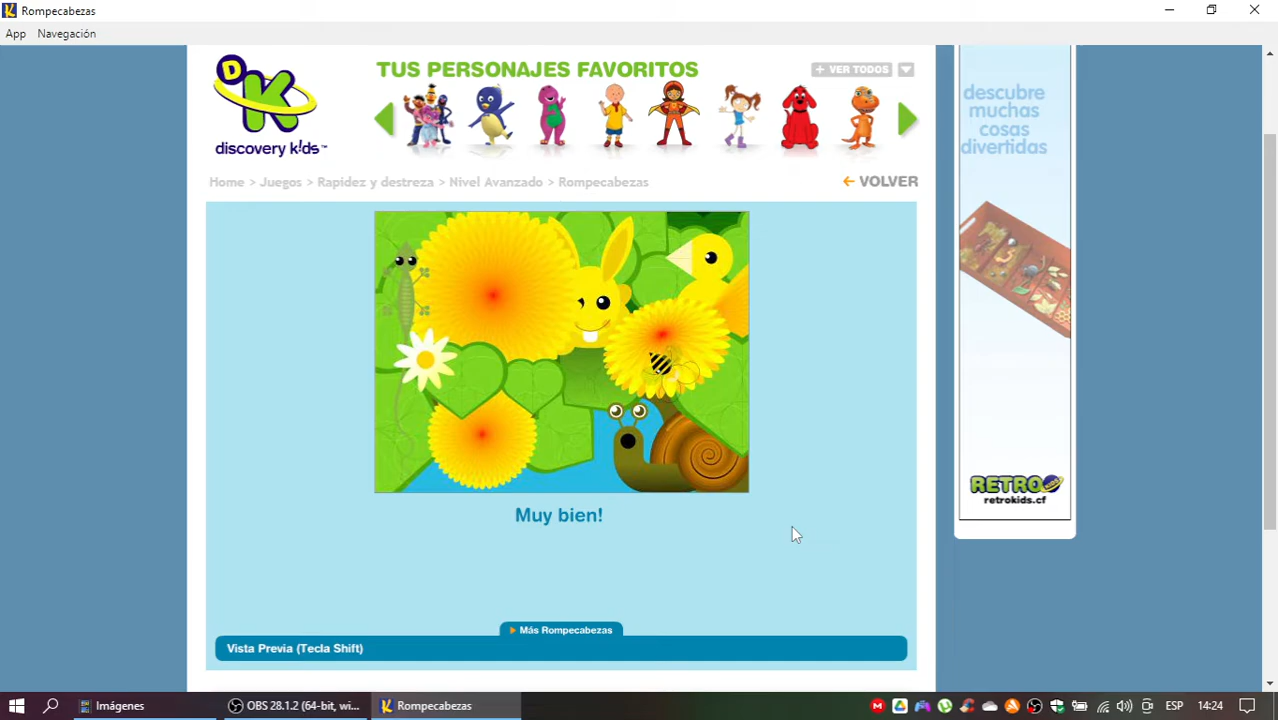 Rompecabezas
App Navegación
D
K
discovery kids™
TUS PERSONAJES FAVORITOS
+ VER TODOS
Home > Juegos > Rapidez y destreza > Nivel Avanzado > Rompecabezas
VOLVER
descubre
muchas
cosas
divertidas
RETRO
retrokids.cf
Muy bien!
Más Rompecabezas
Vista Previa (Tecla Shift)
Imágenes
OBS 28.1.2 (64-bit, wi...
Rompecabezas
ESP
14:24